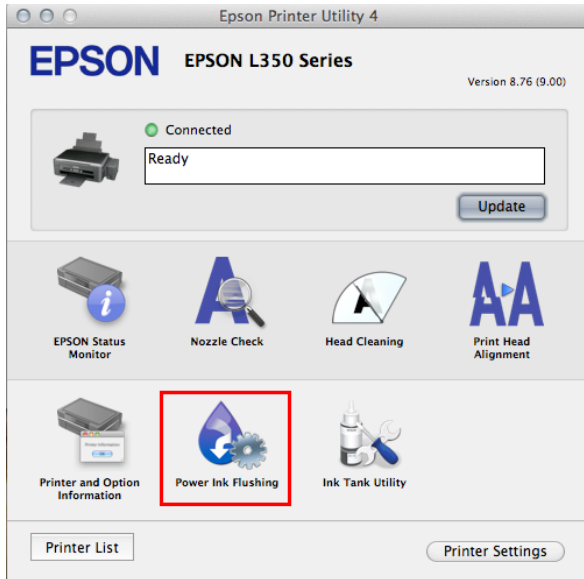 Epson Printer Utility 4
EPSON
EPSON L350 Series
Version 8.76 (9.00)
Connected
Ready
Update
EPSON Status
Monitor
Nozzle Check
Head Cleaning
Print Head
Alignment
Printer and Option
Information
Power Ink Flushing
Ink Tank Utility
Printer List
Printer Settings